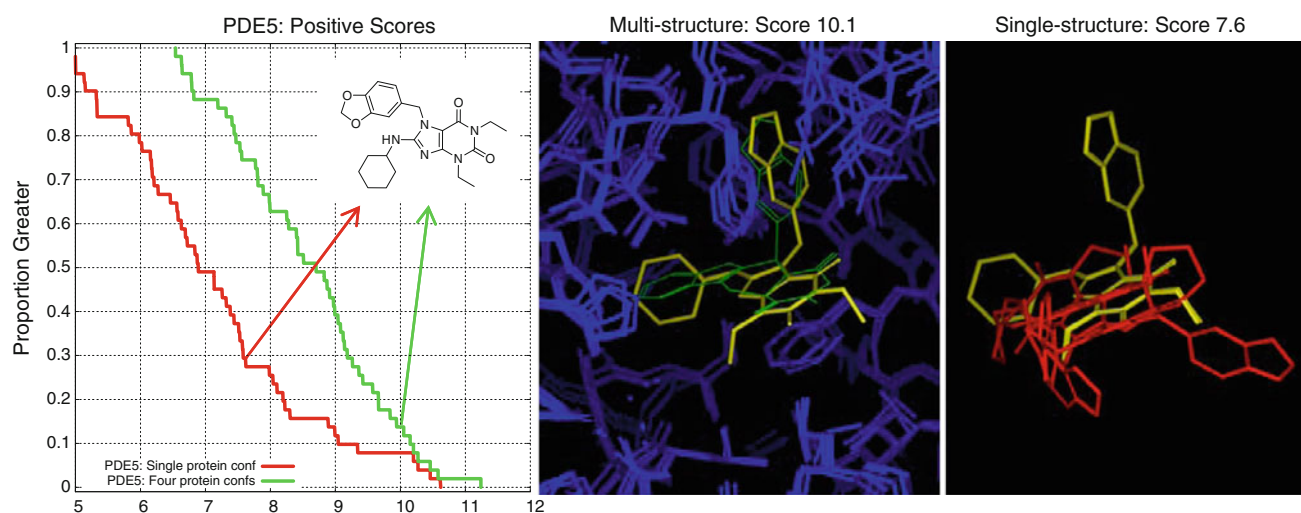 PDE5: Positive Scores
Multi-structure: Score 10.1
Single-structure: Score 7.6
Proportion Greater
1
0.9
0.8
0.7
0.6
0.5
0.4
0.3
0.2
0.1
0
O
O
N
N
HN
N
N
O
O
PDE5: Single protein conf
PDE5: Four protein confs
5 6 7 8 9 10 11 12